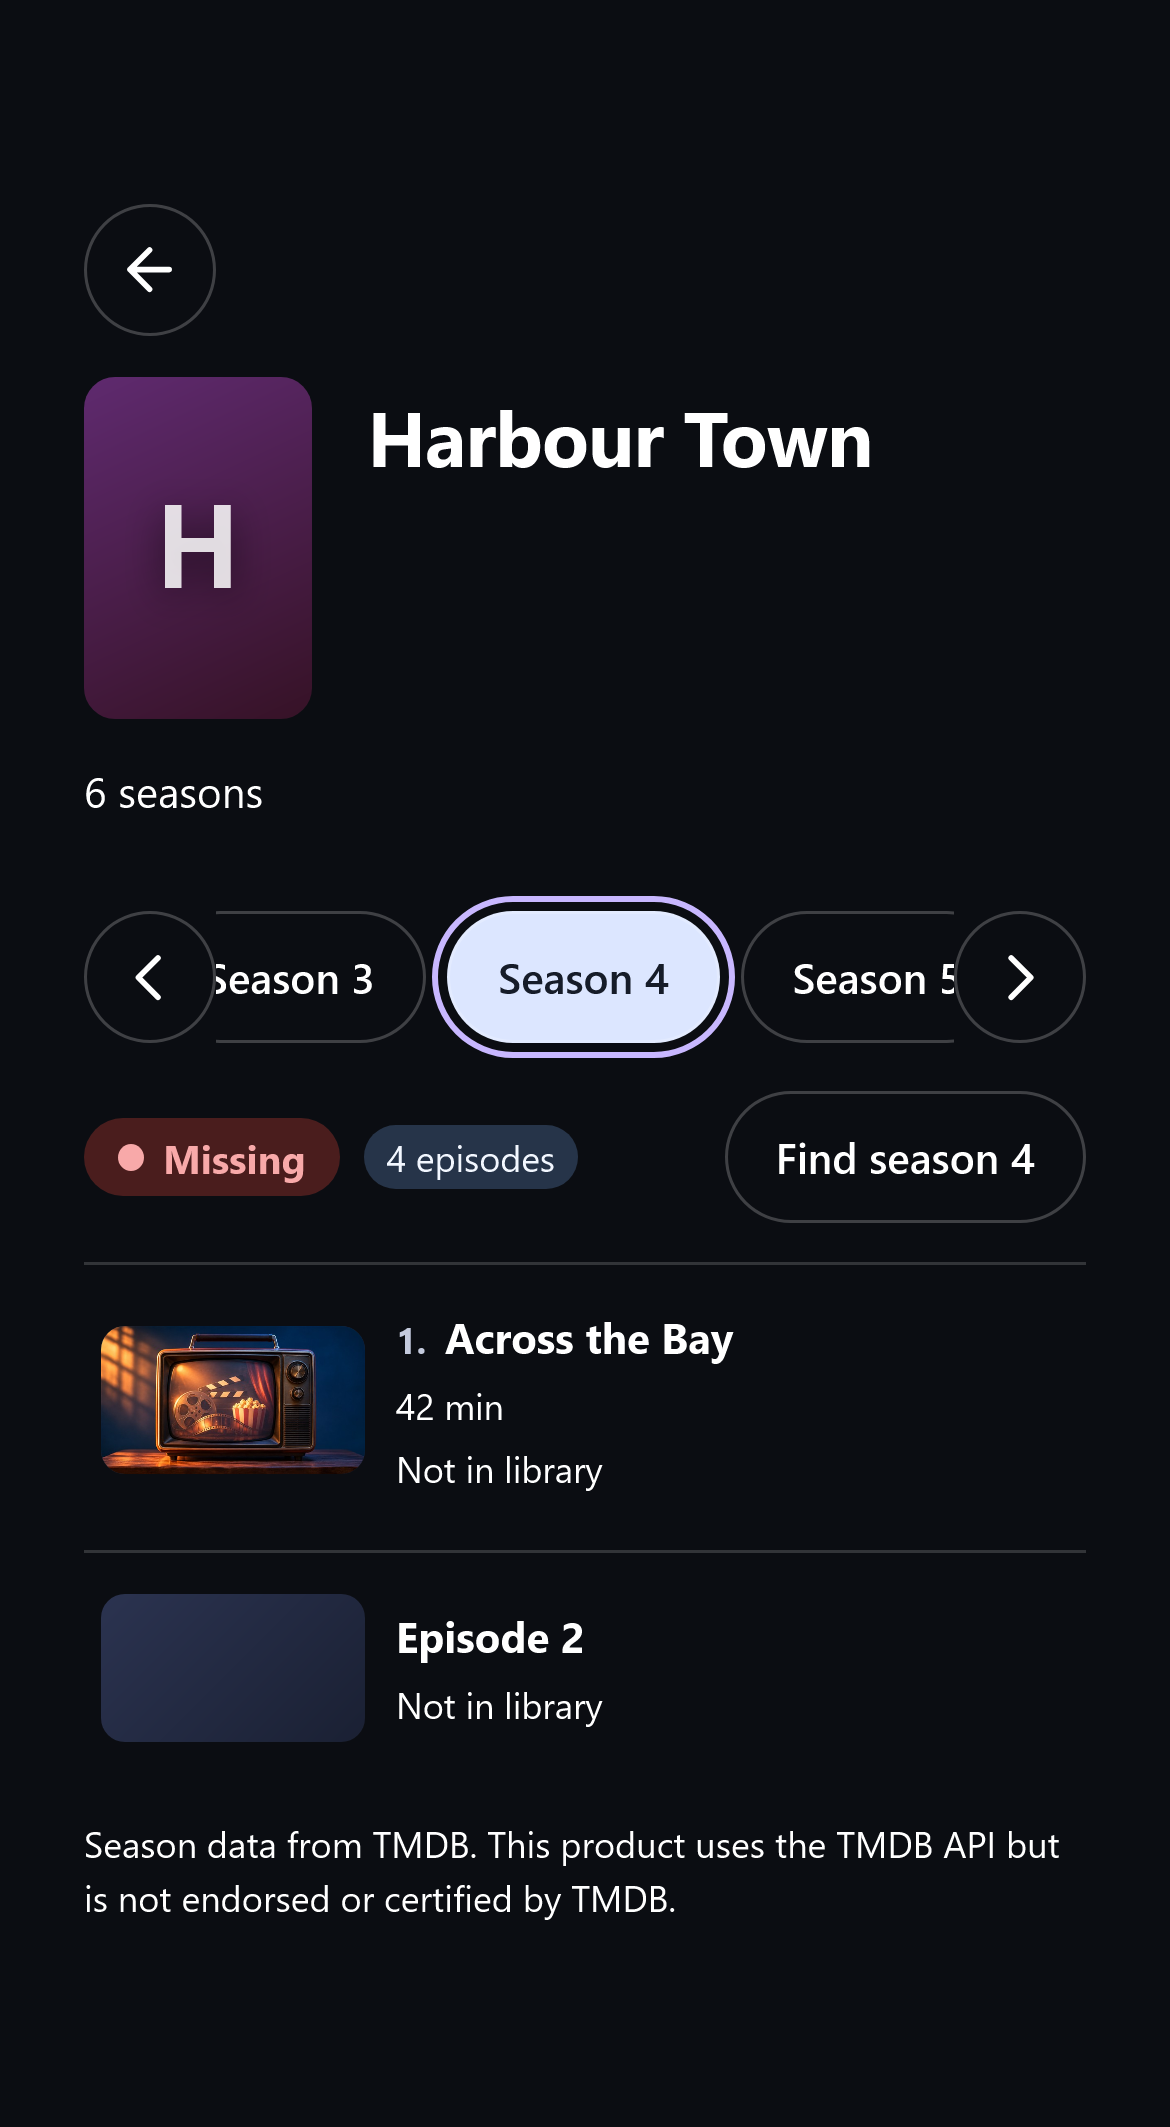 Harbour Town
H
6 seasons
Season 3
Season 4
Season 5
Missing
4 episodes
Find season 4
1. Across the Bay
42 min
Not in library
Episode 2
Not in library
Season data from TMDB. This product uses the TMDB API but
is not endorsed or certified by TMDB.